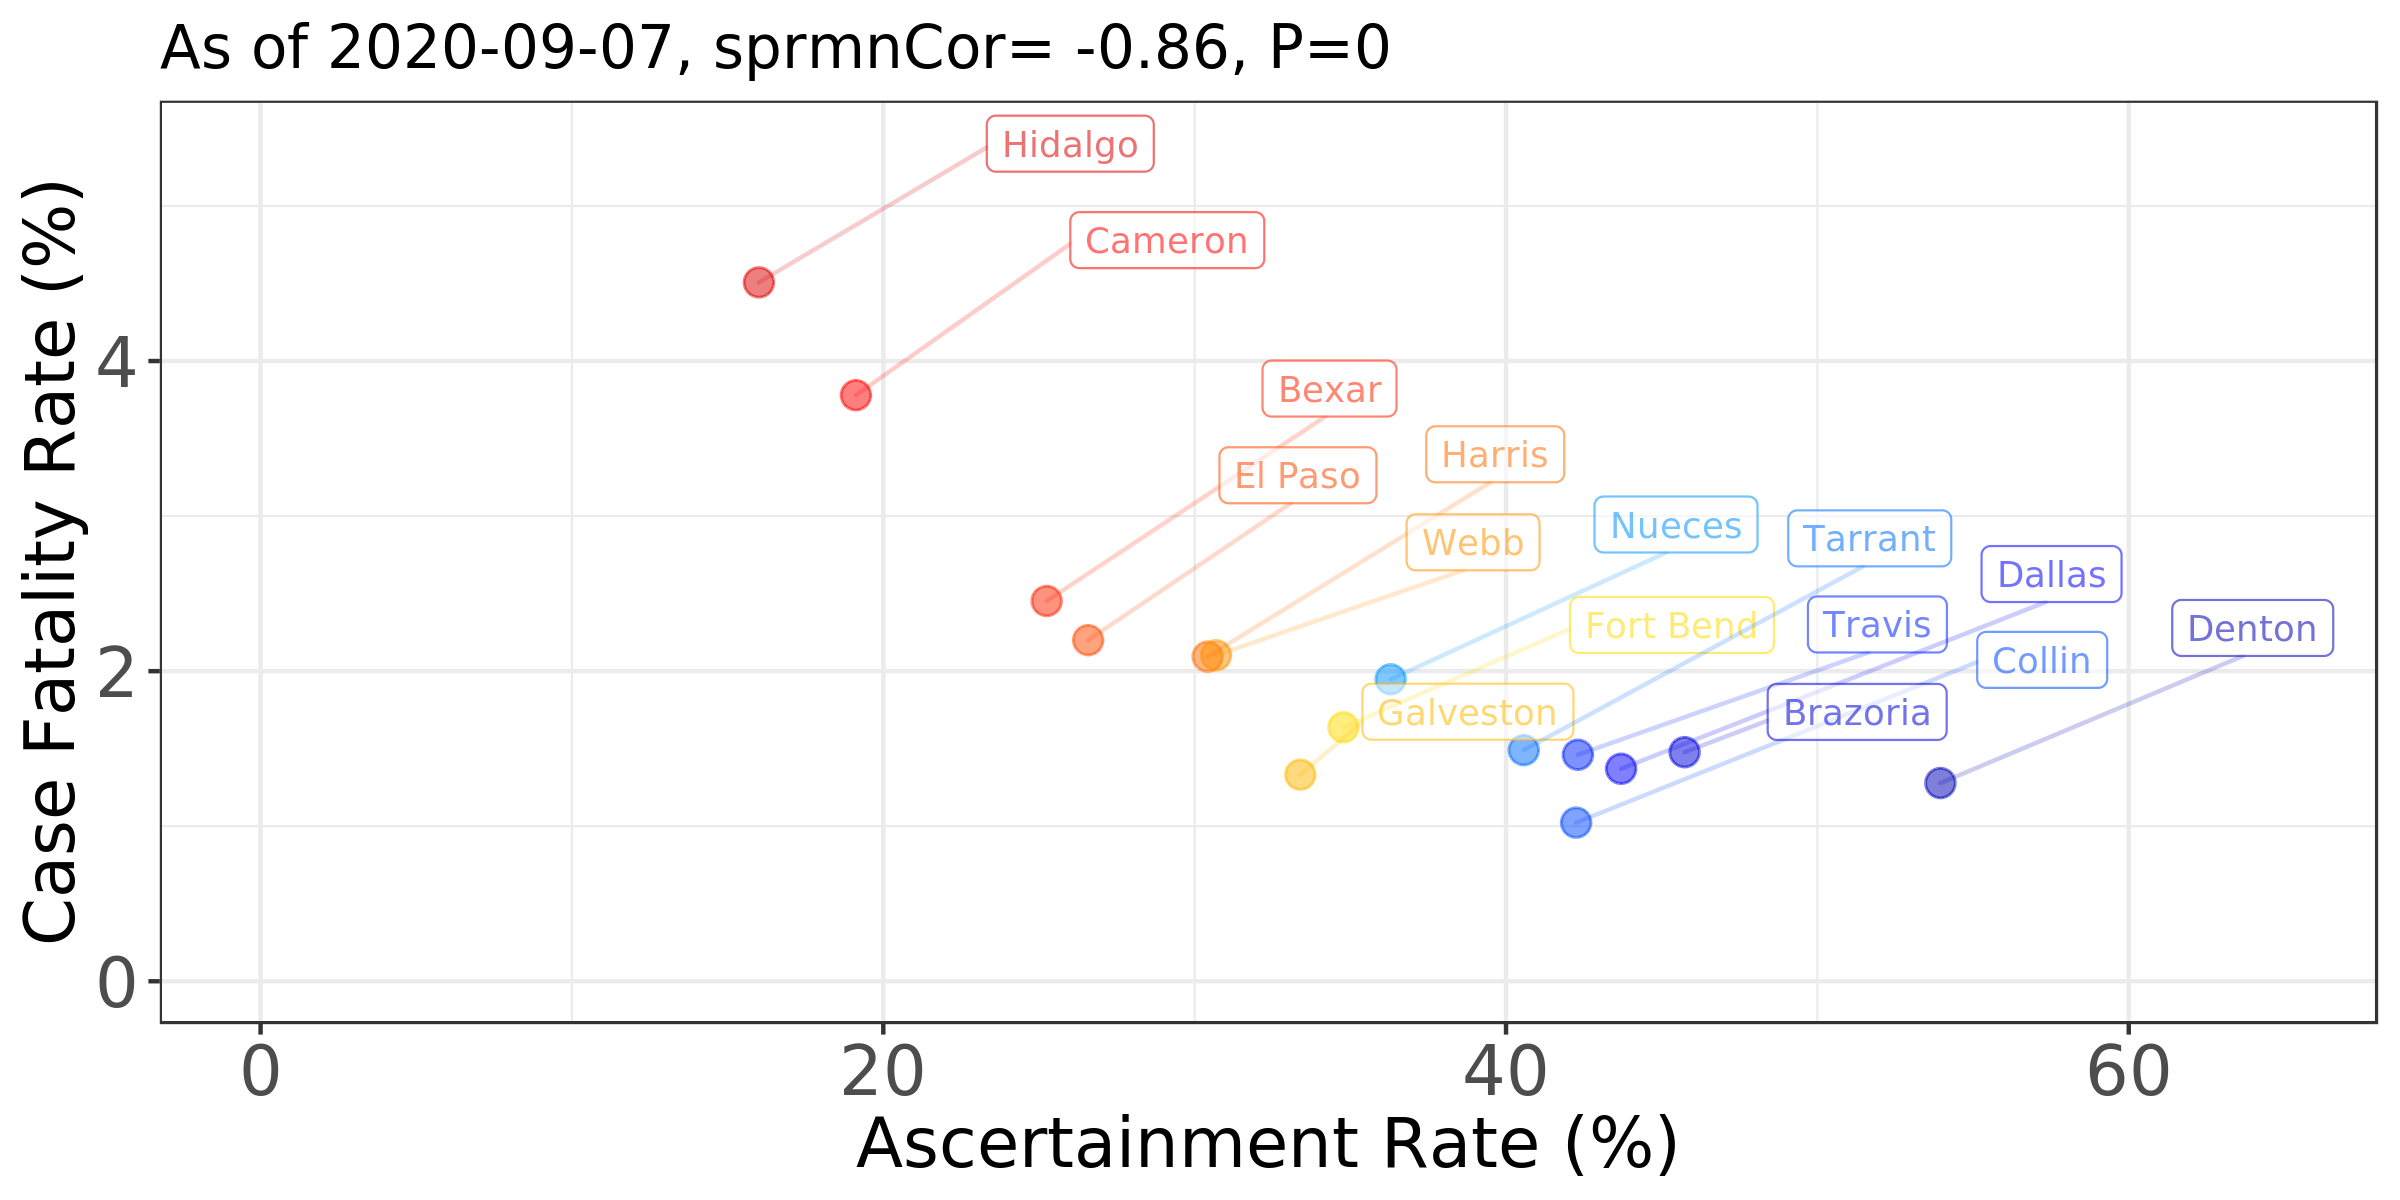 As of 2020-09-07, sprmnCor= -0.86, P=0
Case Fatality Rate (%)
4
2
0
Hidalgo
Cameron
Bexar
Harris
El Paso
Nueces
Tarrant
Webb
Dallas
Fort Bend
Travis
Denton
Collin
Galveston
Brazoria
0
20
40
60
Ascertainment Rate (%)